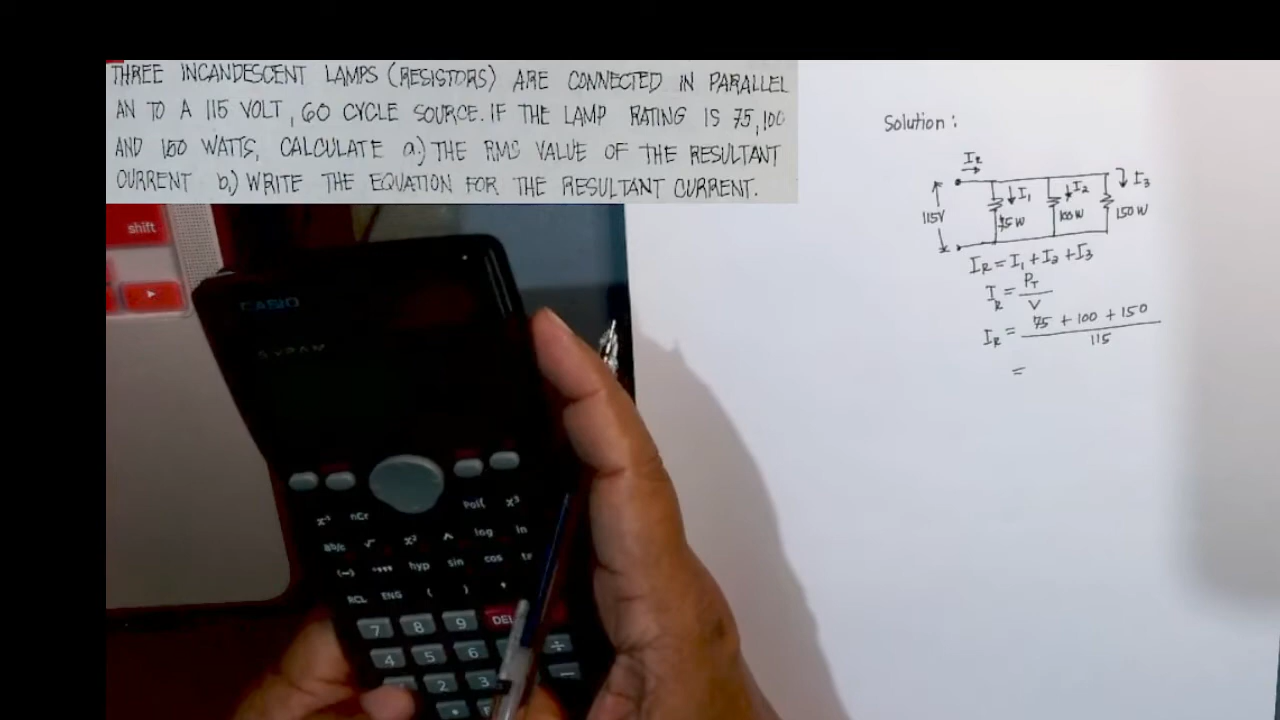 THREE INCANDESCENT LAMPS (RESISTORS) ARE CONNECTED IN PARALLEL
AN TO A 115 VOLT, 60 CYCLE SOURCE. IF THE LAMP RATING IS 75,100
AND 150 WATTS, CALCULATE a.) THE RMS VALUE OF THE RESULTANT
CURRENT b.) WRITE THE EQUATION FOR THE RESULTANT CURRENT.
Solution:
IR
I1 I2 I3
115V 75W 100W 150W
IR = I1 + I2 + I3
IR = PT / V
IR = 75 + 100 + 150 / 115
=
shift
CASIO
S-V.P.A.M.
Pol( x³
x⁻¹ nCr
ab/c √ x² ^ log ln
(-) °'" hyp sin cos
RCL ENG ( ) ,
7 8 9 DEL
4 5 6 ÷
2 3 −